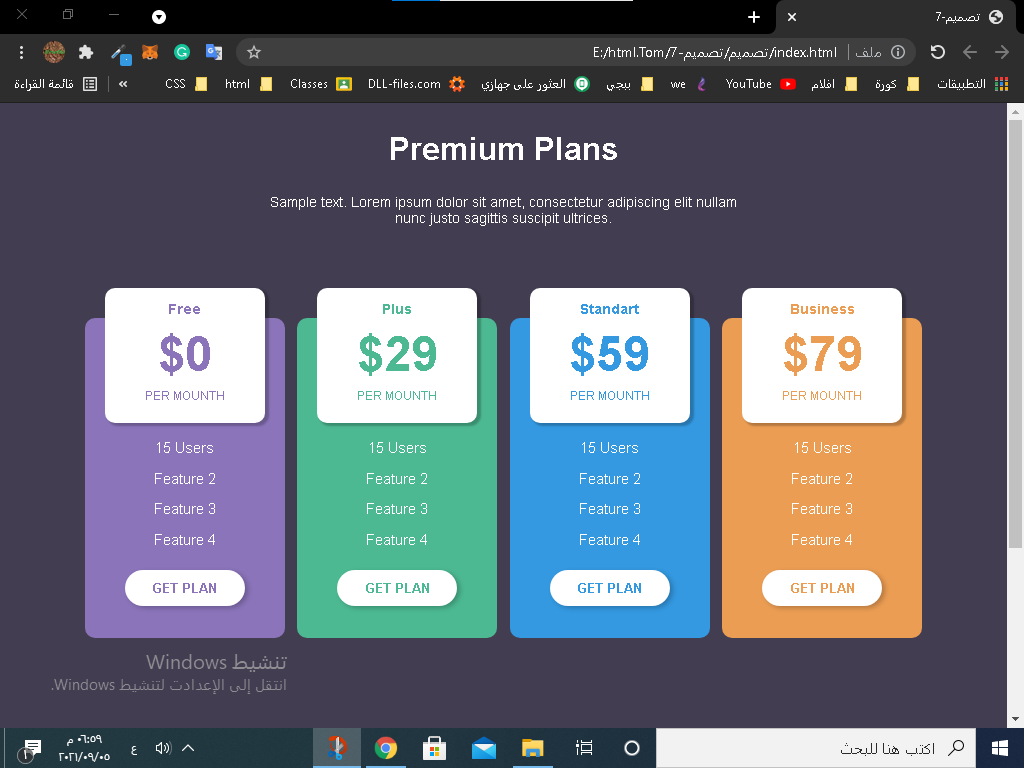 تصميم-7
ملف
E:/html.Tom/7-تصميم/تصميم/index.html
التطبيقات
كورة
افلام
YouTube
we
ببجي
العثور على جهازي
DLL-files.com
Classes
html
CSS
»
قائمة القراءة
Premium Plans
Sample text. Lorem ipsum dolor sit amet, consectetur adipiscing elit nullam
nunc justo sagittis suscipit ultrices.
Free
$0
PER MOUNTH
15 Users
Feature 2
Feature 3
Feature 4
GET PLAN
Plus
$29
PER MOUNTH
15 Users
Feature 2
Feature 3
Feature 4
GET PLAN
Standart
$59
PER MOUNTH
15 Users
Feature 2
Feature 3
Feature 4
GET PLAN
Business
$79
PER MOUNTH
15 Users
Feature 2
Feature 3
Feature 4
GET PLAN
تنشيط Windows
انتقل إلى الإعدادات لتنشيط Windows.
اكتب هنا للبحث
ع
٠٦:٥٩ م
٢٠٢١/٠٩/٠٥
١